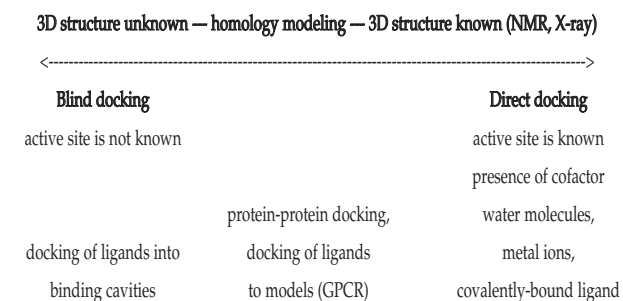 3D structure unknown — homology modeling — 3D structure known (NMR, X-ray)
<----------------------------------------------------------------------------------------------------------->
Blind docking Direct docking
active site is not known active site is known
presence of cofactor
protein-protein docking, water molecules,
docking of ligands into docking of ligands metal ions,
binding cavities to models (GPCR) covalently-bound ligand